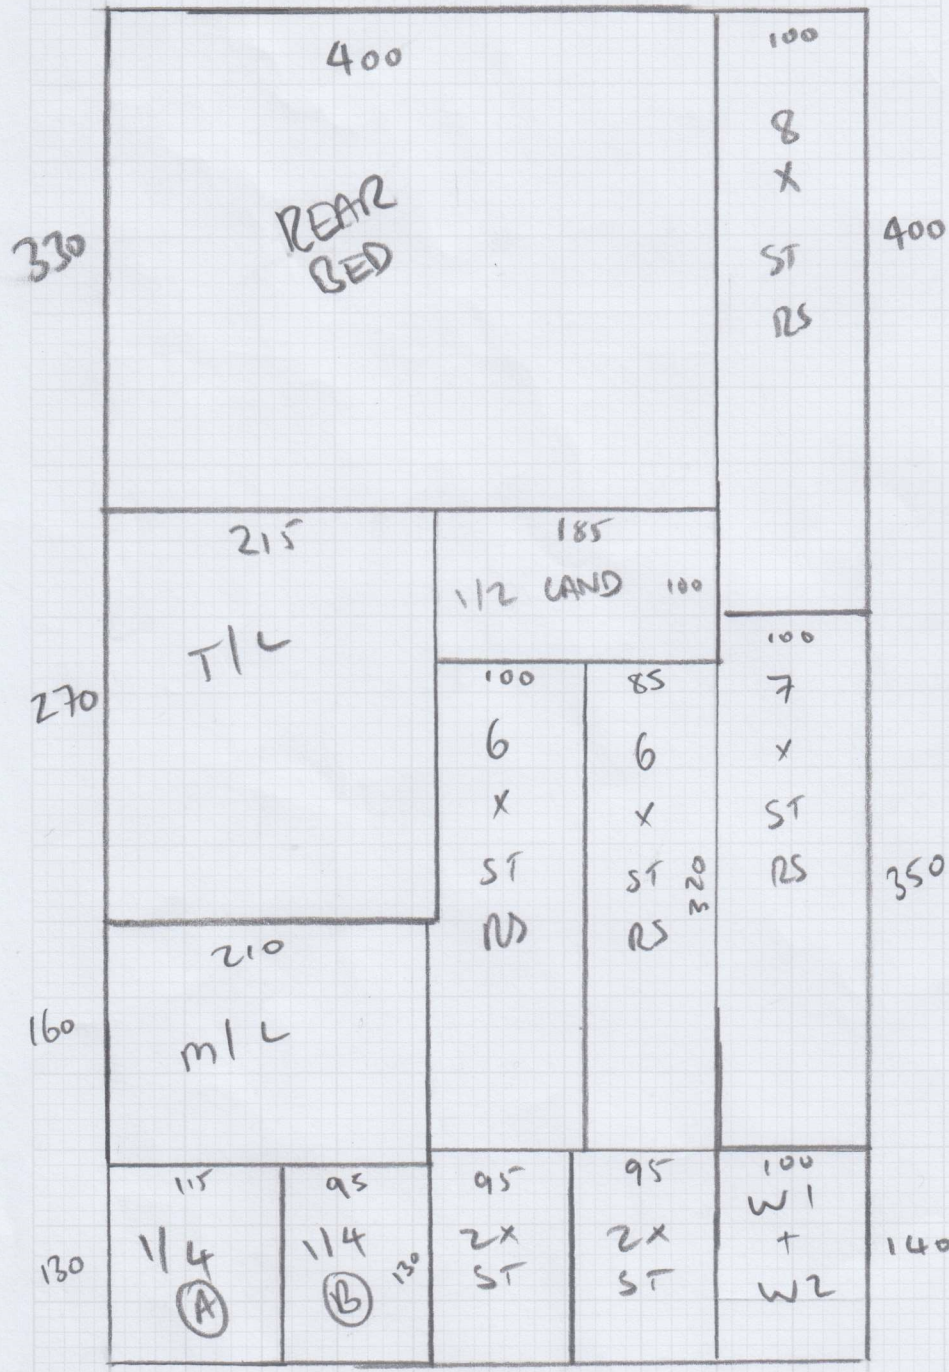 400
REAR
BED
330
100
8
X
ST
RS
400
215
T/L
270
185
1/2 LAND 100
100
6
X
ST
RS
85
6
X
ST
RS
320
100
7
X
ST
RS
350
210
M/L
160
115
1/4
A
130
95
1/4
B
130
95
2X
ST
95
2X
ST
100
W1
+
W2
140